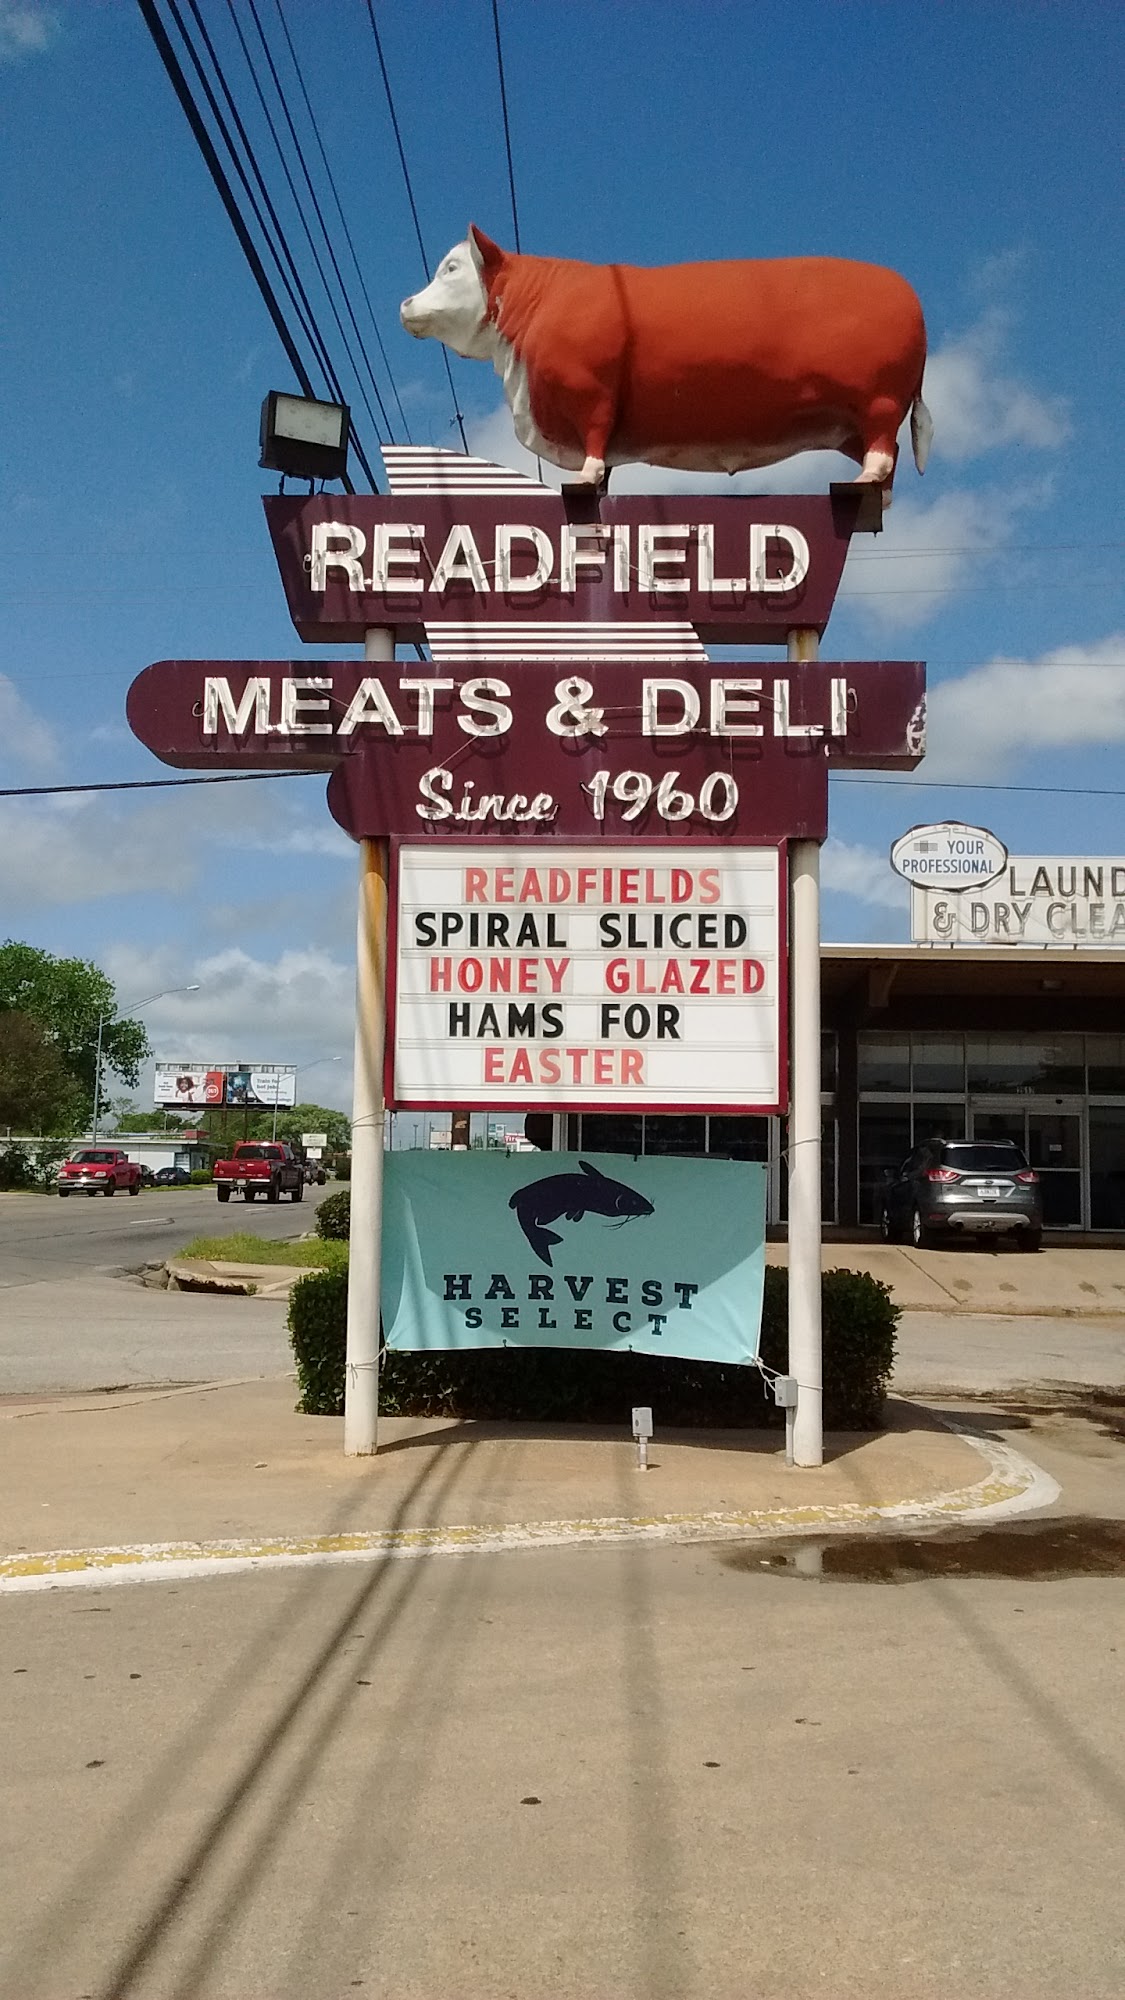 READFIELD
MEATS & DELI
Since 1960
READFIELDS
SPIRAL SLICED
HONEY GLAZED
HAMS FOR
EASTER
HARVEST
SELECT
YOUR
PROFESSIONAL
LAUND
& DRY CLEA